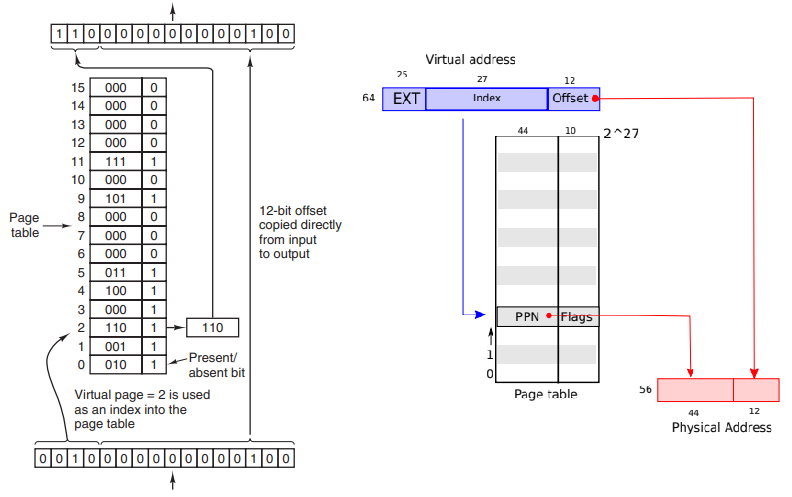 1 1 0 0 0 0 0 0 0 0 0 0 0 1 0 0
15 000 0
14 000 0
13 000 0
12 000 0
11 111 1
10 000 0
9 101 1
8 000 0
7 000 0
6 000 0
5 011 1
4 100 1
3 000 1
2 110 1
1 001 1
0 010 1
Page
table
110
Present/
absent bit
12-bit offset
copied directly
from input
to output
Virtual page = 2 is used
as an index into the
page table
0 0 1 0 0 0 0 0 0 0 0 0 0 1 0 0
Virtual address
25 27 12
64 EXT Index Offset
44 10 2^27
PPN Flags
1
0
Page table
56
44 12
Physical Address